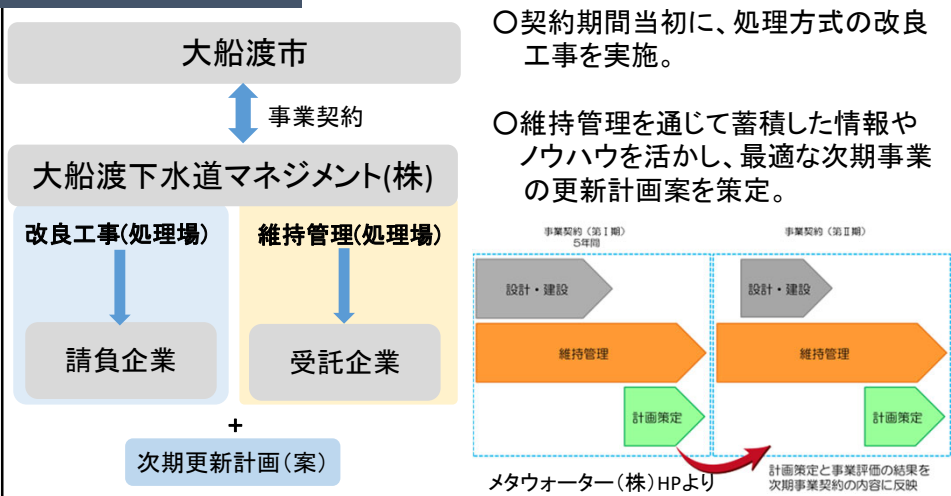 大船渡市
事業契約
大船渡下水道マネジメント(株)
改良工事(処理場)
維持管理(処理場)
請負企業
受託企業
+
次期更新計画(案)
〇契約期間当初に、処理方式の改良
工事を実施。
〇維持管理を通じて蓄積した情報や
ノウハウを活かし、最適な次期事業
の更新計画案を策定。
事業契約（第Ⅰ期）
5年間
事業契約（第Ⅱ期）
設計・建設
設計・建設
維持管理
維持管理
計画策定
計画策定
メタウォーター(株)HPより
計画策定と事業評価の結果を
次期事業契約の内容に反映